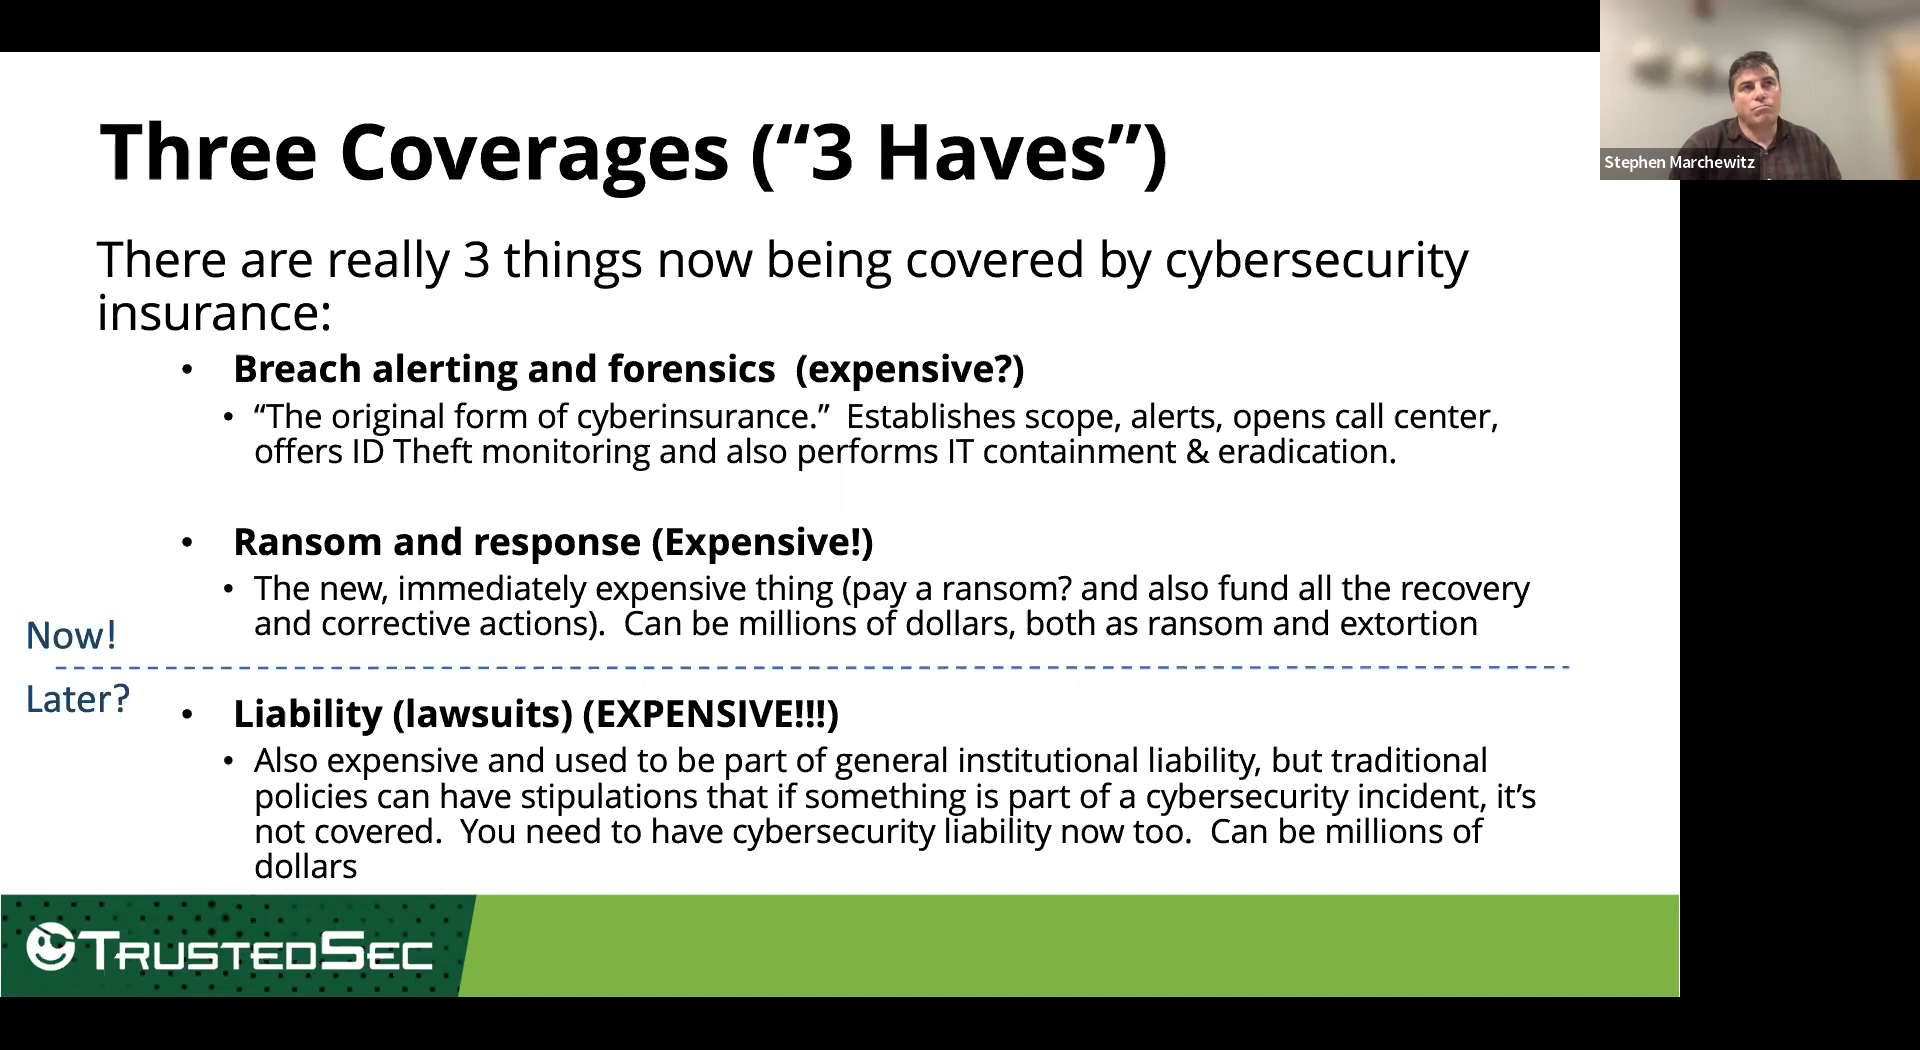 Three Coverages (“3 Haves”)
There are really 3 things now being covered by cybersecurity
insurance:
• Breach alerting and forensics  (expensive?)
• “The original form of cyberinsurance.”  Establishes scope, alerts, opens call center,
offers ID Theft monitoring and also performs IT containment & eradication.
• Ransom and response (Expensive!)
• The new, immediately expensive thing (pay a ransom? and also fund all the recovery
and corrective actions).  Can be millions of dollars, both as ransom and extortion
Now!
Later?
• Liability (lawsuits) (EXPENSIVE!!!)
• Also expensive and used to be part of general institutional liability, but traditional
policies can have stipulations that if something is part of a cybersecurity incident, it’s
not covered.  You need to have cybersecurity liability now too.  Can be millions of
dollars
TRUSTEDSEC
Stephen Marchewitz